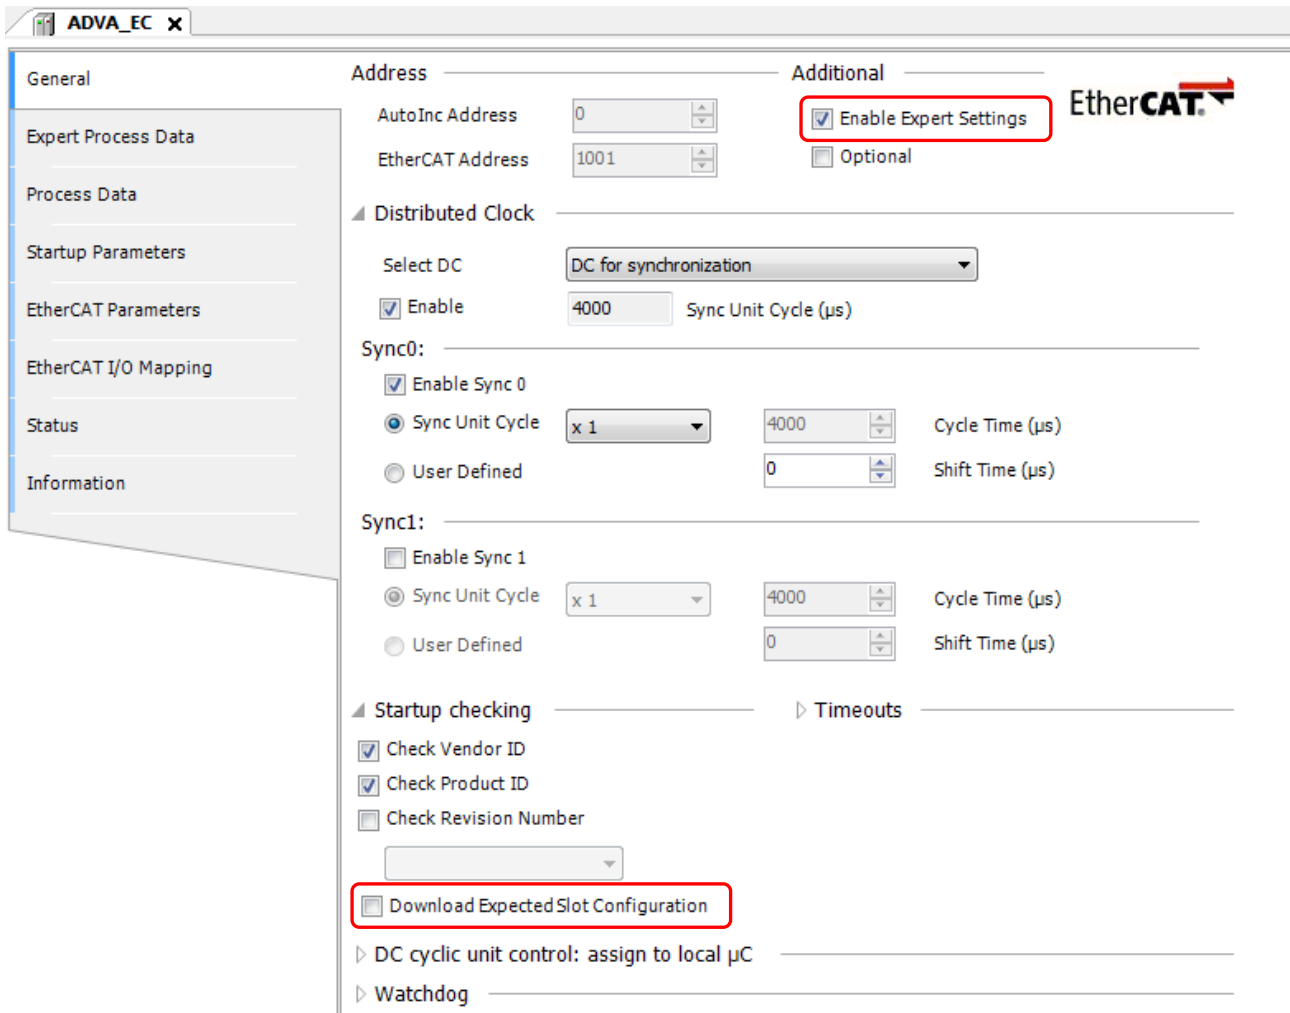 ADVA_EC
General
Expert Process Data
Process Data
Startup Parameters
EtherCAT Parameters
EtherCAT I/O Mapping
Status
Information
Address
AutoInc Address 0
EtherCAT Address 1001
Additional
Enable Expert Settings
Optional
EtherCAT.
Distributed Clock
Select DC DC for synchronization
Enable 4000 Sync Unit Cycle (µs)
Sync0:
Enable Sync 0
Sync Unit Cycle x 1 4000 Cycle Time (µs)
User Defined 0 Shift Time (µs)
Sync1:
Enable Sync 1
Sync Unit Cycle x 1 4000 Cycle Time (µs)
User Defined 0 Shift Time (µs)
Startup checking
Timeouts
Check Vendor ID
Check Product ID
Check Revision Number
Download Expected Slot Configuration
DC cyclic unit control: assign to local µC
Watchdog